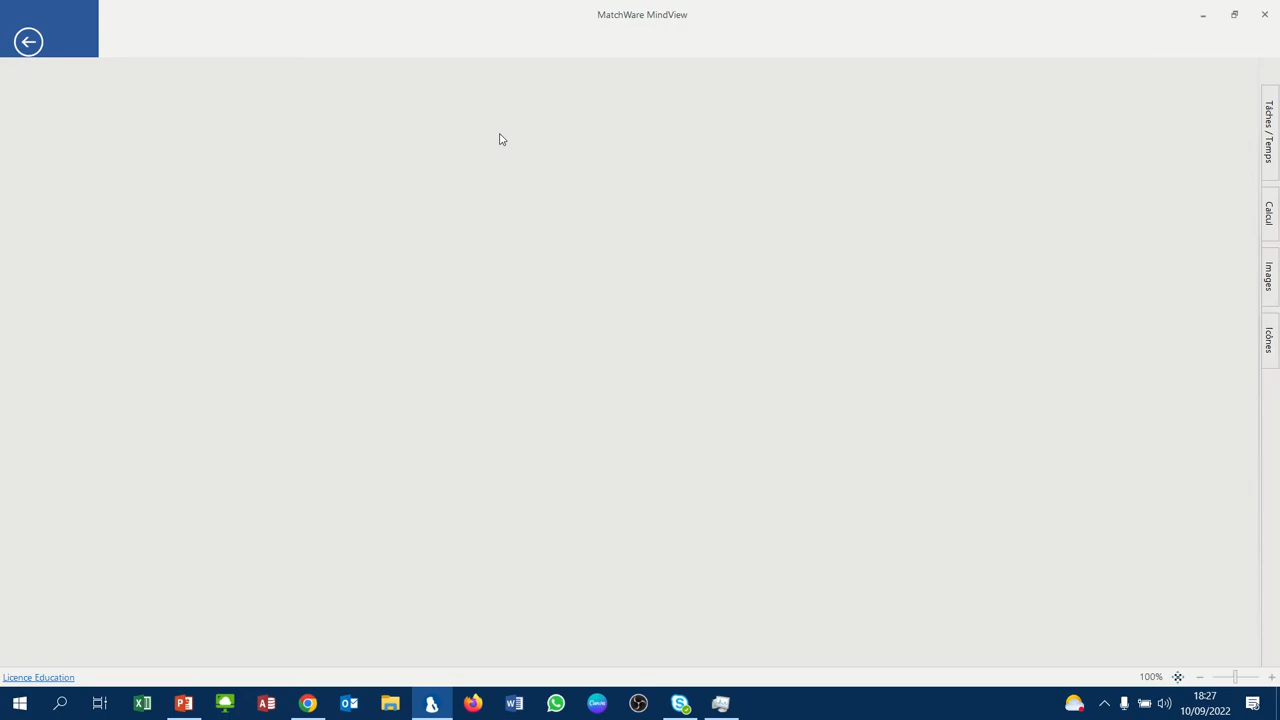 MatchWare MindView
Tâches / Temps
Calcul
Images
Icônes
Licence Education
100%
18:27
10/09/2022